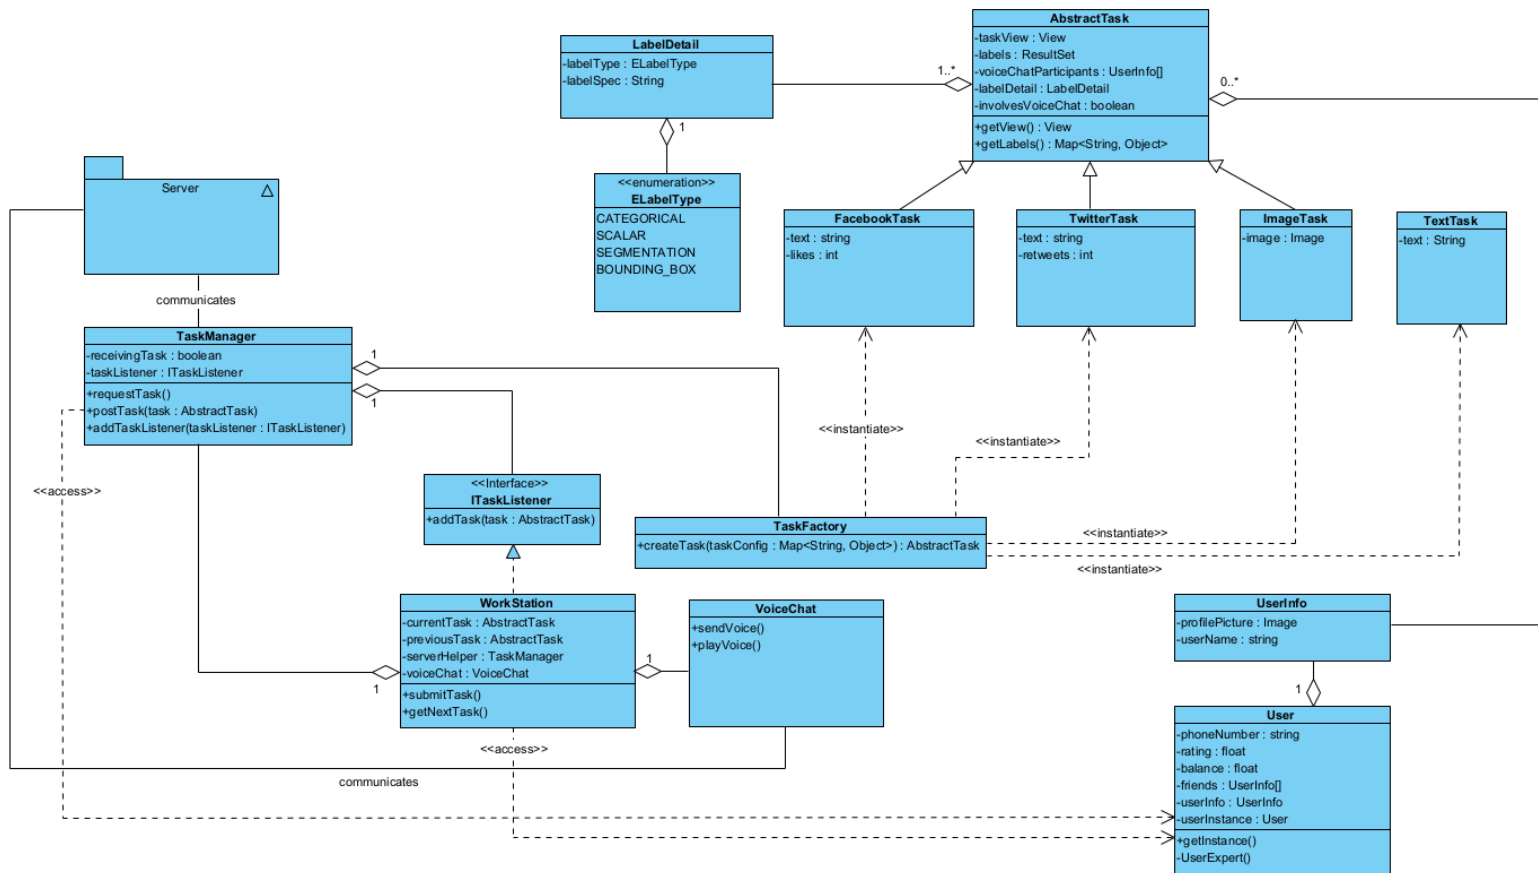 AbstractTask
-taskView : View
-labels : ResultSet
-voiceChatParticipants : UserInfo[]
-labelDetail : LabelDetail
-involvesVoiceChat : boolean
+getView() : View
+getLabels() : Map<String, Object>
1..*
0..*
LabelDetail
-labelType : ELabelType
-labelSpec : String
1
<<enumeration>>
ELabelType
CATEGORICAL
SCALAR
SEGMENTATION
BOUNDING_BOX
FacebookTask
-text : string
-likes : int
TwitterTask
-text : string
-retweets : int
ImageTask
-image : Image
TextTask
-text : String
Server
communicates
TaskManager
-receivingTask : boolean
-taskListener : ITaskListener
+requestTask()
+postTask(task : AbstractTask)
+addTaskListener(taskListener : ITaskListener)
1
1
<<instantiate>>
<<instantiate>>
<<access>>
<<Interface>>
ITaskListener
+addTask(task : AbstractTask)
TaskFactory
+createTask(taskConfig : Map<String, Object>) : AbstractTask
<<instantiate>>
<<instantiate>>
WorkStation
-currentTask : AbstractTask
-previousTask : AbstractTask
-serverHelper : TaskManager
-voiceChat : VoiceChat
+submitTask()
+getNextTask()
1
1
VoiceChat
+sendVoice()
+playVoice()
UserInfo
-profilePicture : Image
-userName : string
1
<<access>>
communicates
User
-phoneNumber : string
-rating : float
-balance : float
-friends : UserInfo[]
-userInfo : UserInfo
-userInstance : User
+getInstance()
-UserExpert()